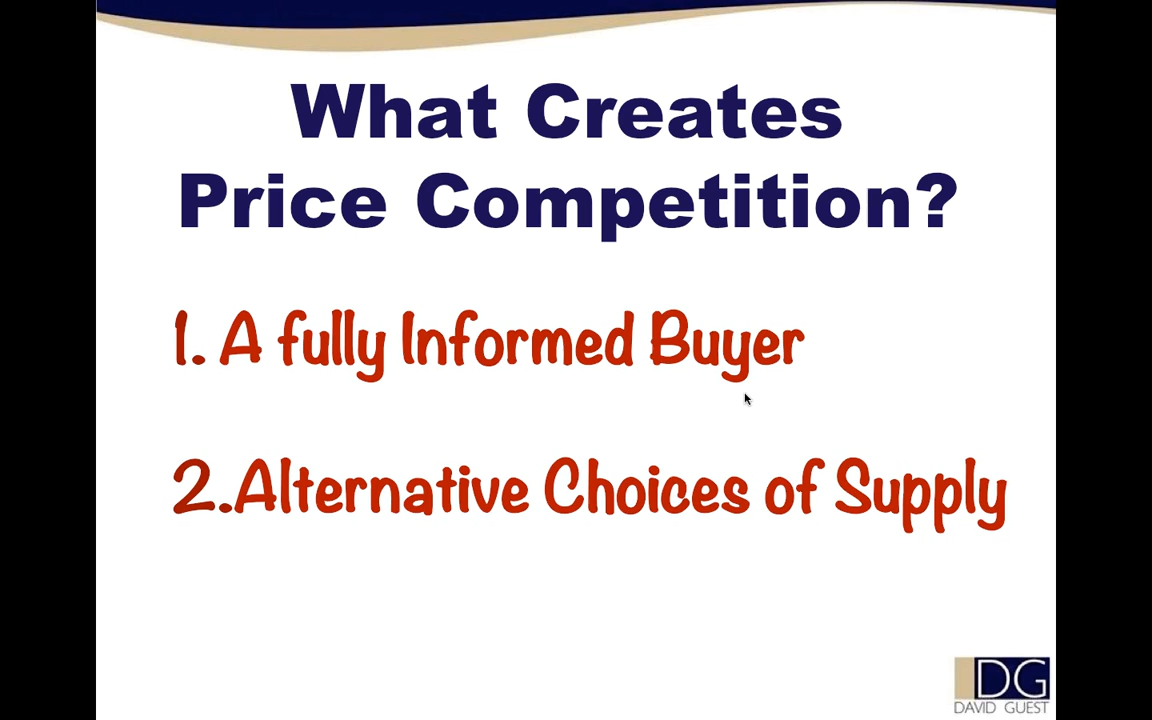 What Creates
Price Competition?
1. A fully Informed Buyer
2.Alternative Choices of Supply
DG
DAVID GUEST